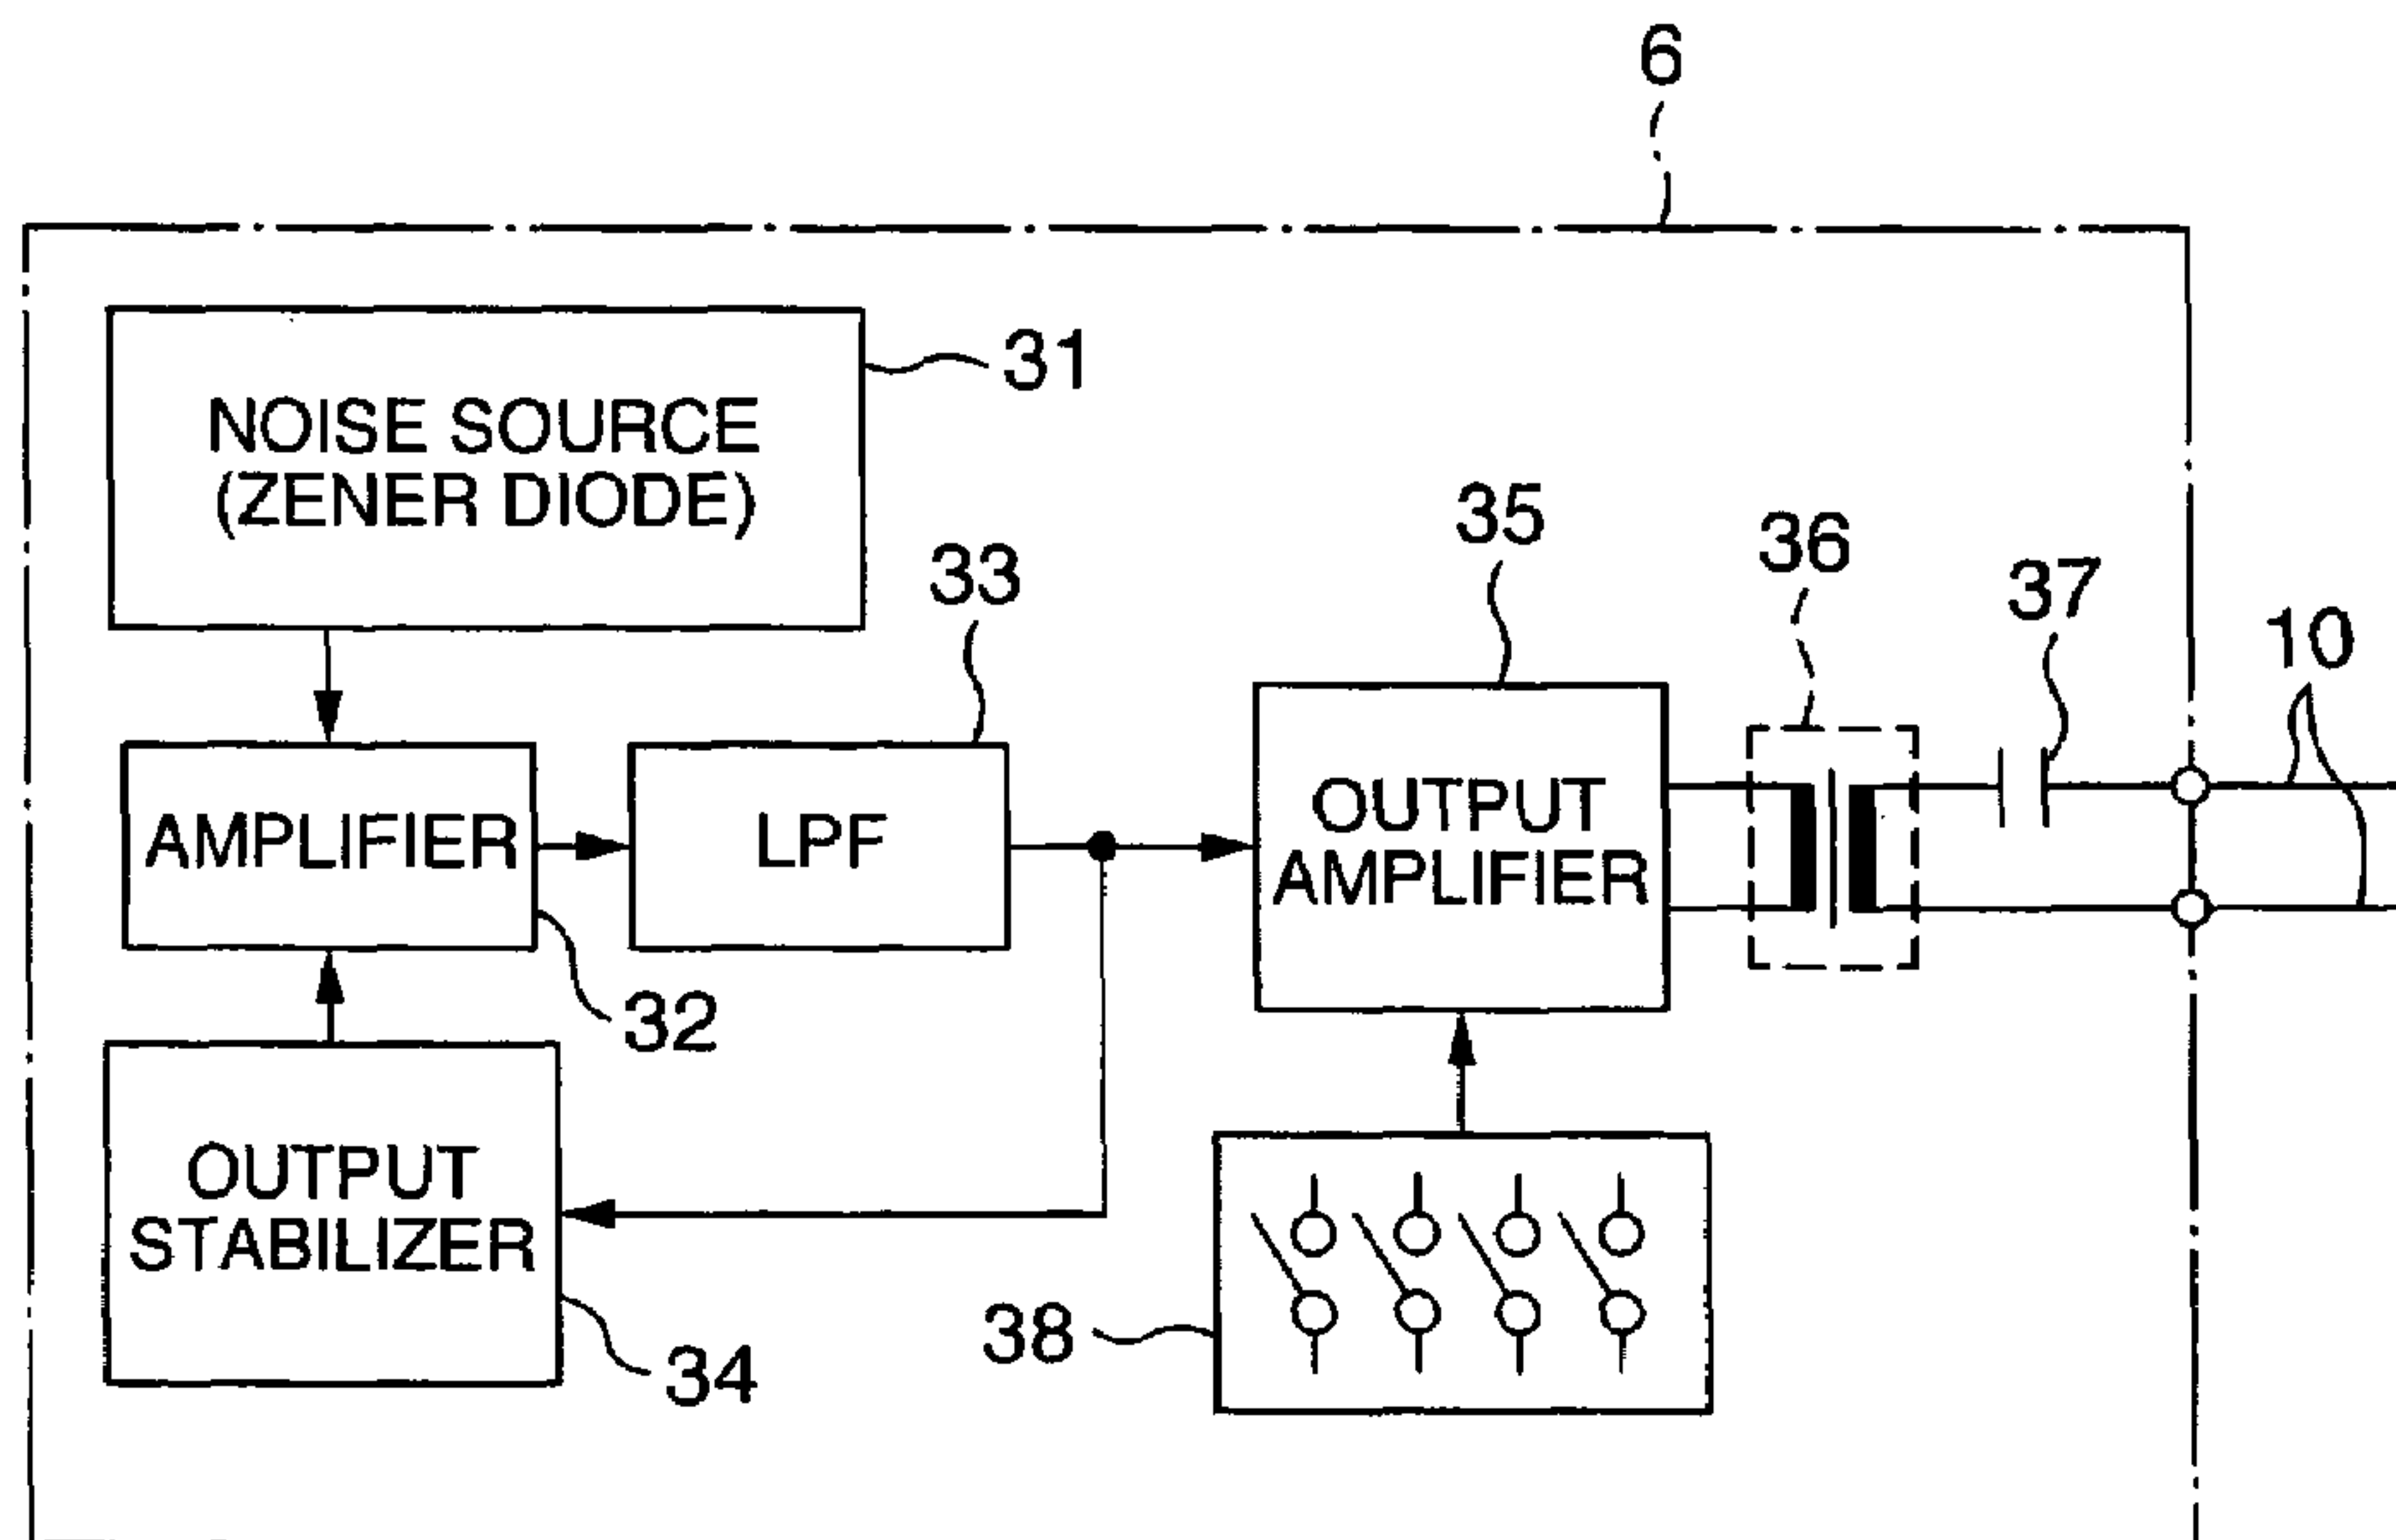 6
31
NOISE SOURCE
(ZENER DIODE)
33
35
36
37
10
AMPLIFIER
LPF
OUTPUT
AMPLIFIER
32
OUTPUT
STABILIZER
34
38